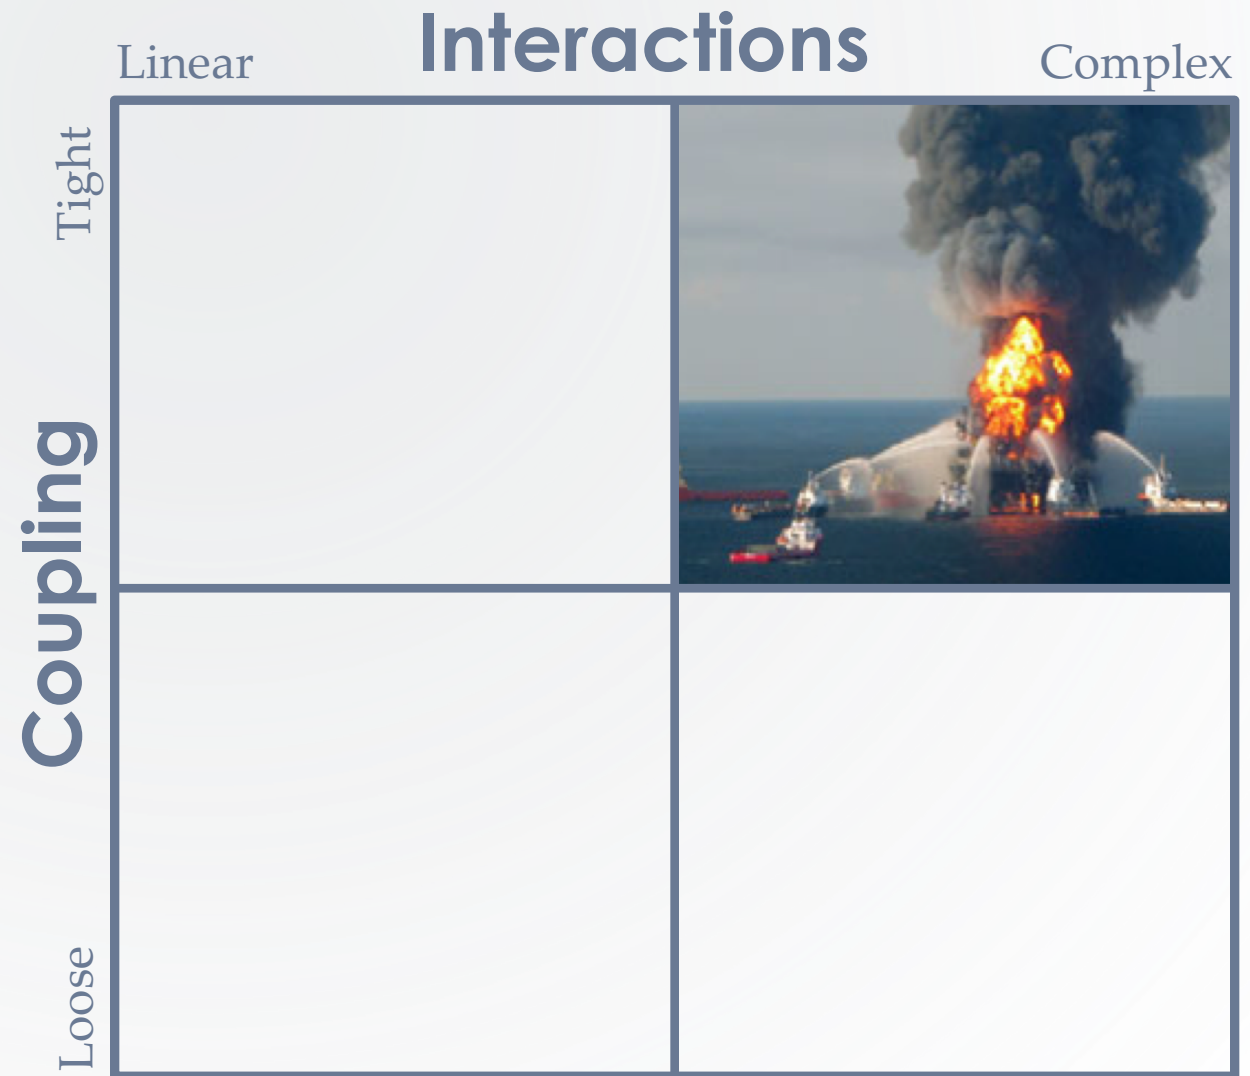 Interactions
Linear
Complex
Tight
Coupling
Loose